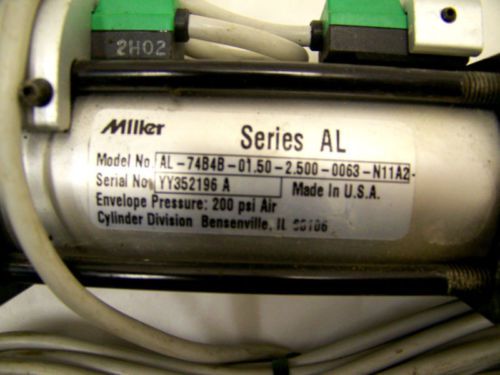 2H02
Miller
Series AL
Model No. AL-74B4B-01.50-2.500-0063-N11A2-
Serial No. YY352196 A Made In U.S.A.
Envelope Pressure: 200 psi Air
Cylinder Division Bensenville, IL